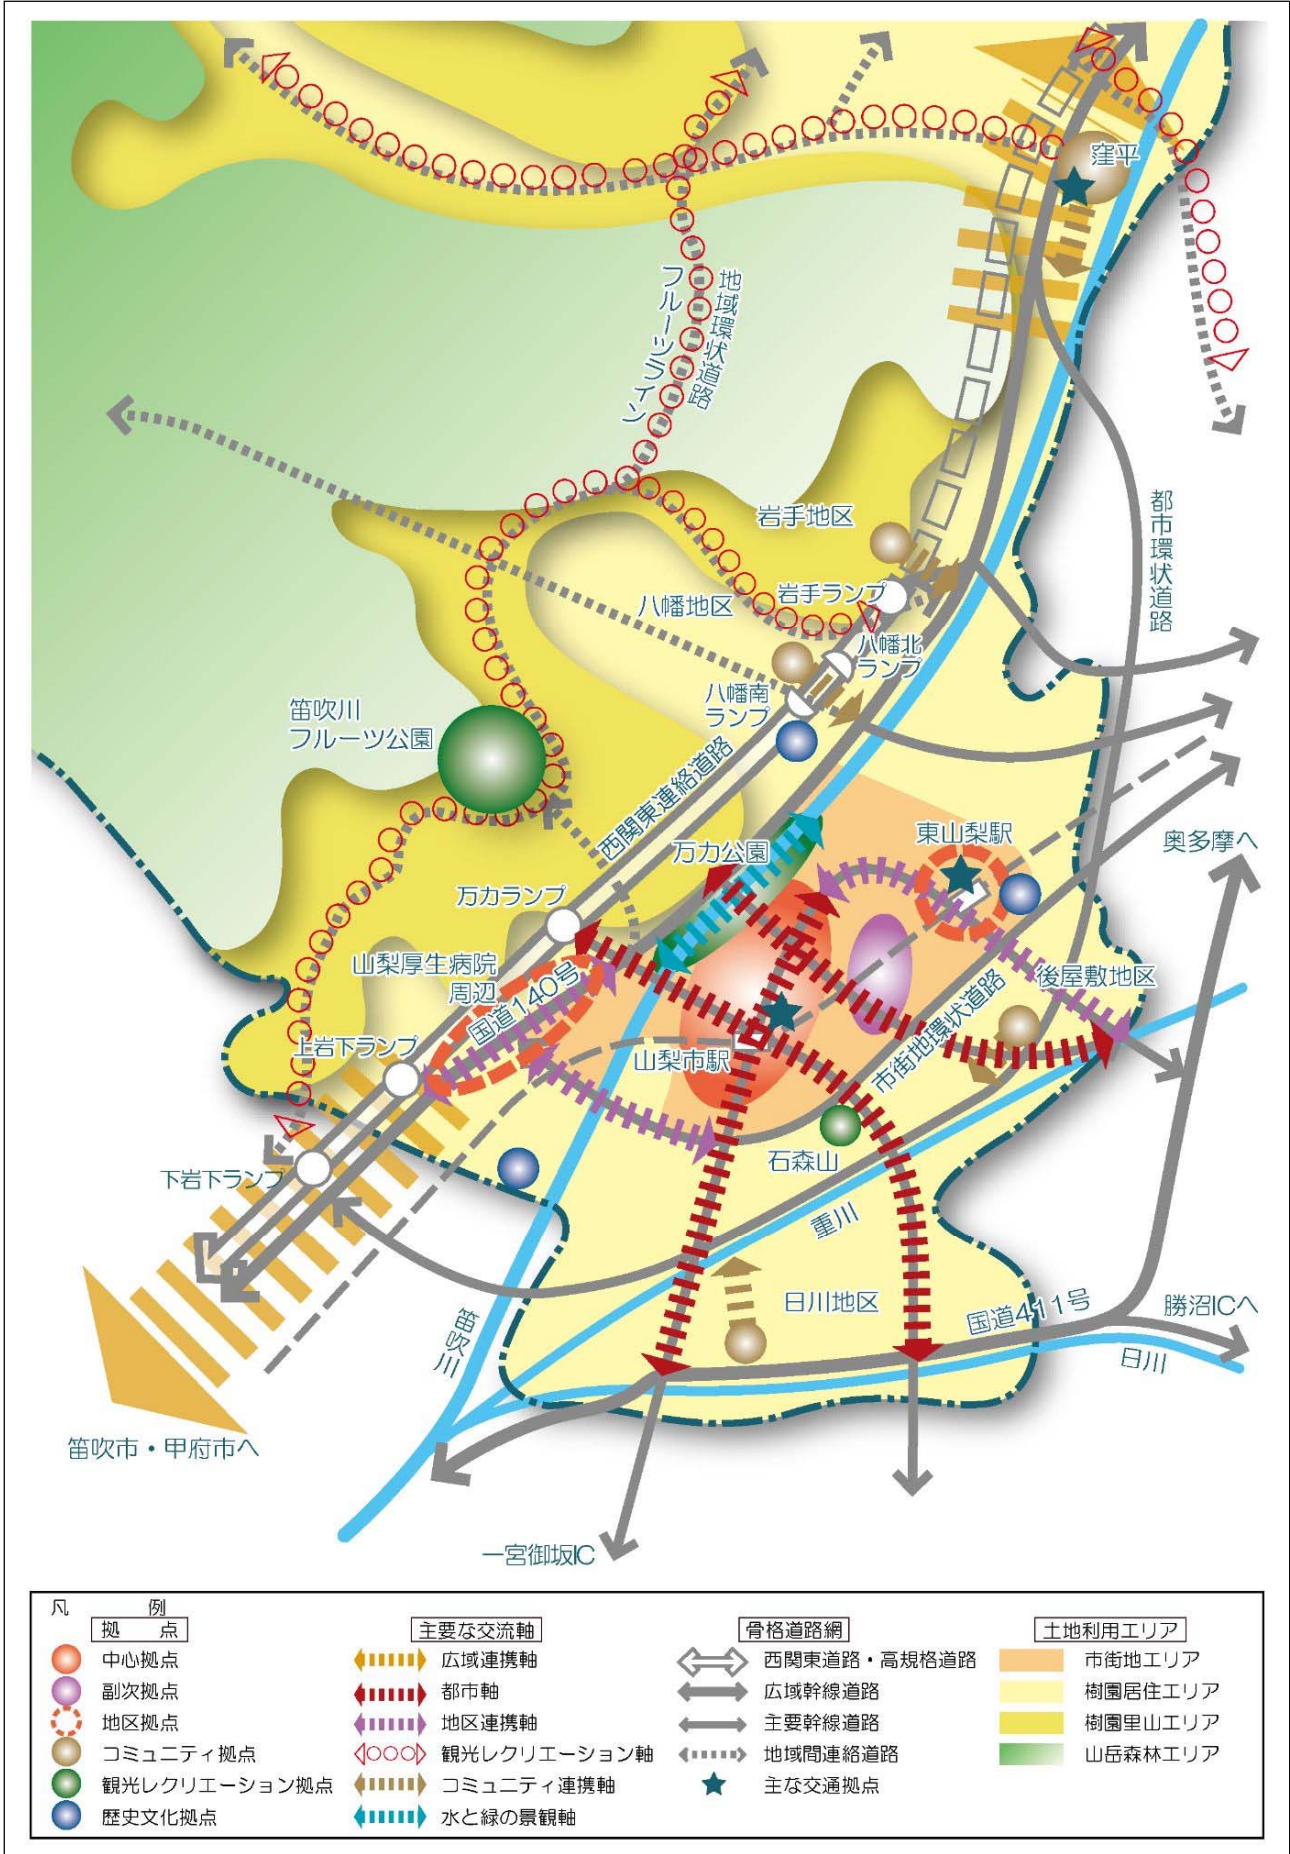 窪平
地域環状道路
フルーツライン
都市環状道路
岩手地区
岩手ランプ
八幡地区
八幡北
ランプ
八幡南
ランプ
笛吹川
フルーツ公園
西関東連絡道路
万力公園
東山梨駅
奥多摩へ
万力ランプ
山梨厚生病院
周辺
国道140号
後屋敷地区
市街地環状道路
上岩下ランプ
山梨市駅
石森山
下岩下ランプ
重川
日川地区
国道411号
勝沼ICへ
笛吹川
日川
笛吹市・甲府市へ
一宮御坂IC
凡　例
拠　点
中心拠点
副次拠点
地区拠点
コミュニティ拠点
観光レクリエーション拠点
歴史文化拠点
主要な交流軸
広域連携軸
都市軸
地区連携軸
観光レクリエーション軸
コミュニティ連携軸
水と緑の景観軸
骨格道路網
西関東道路・高規格道路
広域幹線道路
主要幹線道路
地域間連絡道路
主な交通拠点
土地利用エリア
市街地エリア
樹園居住エリア
樹園里山エリア
山岳森林エリア